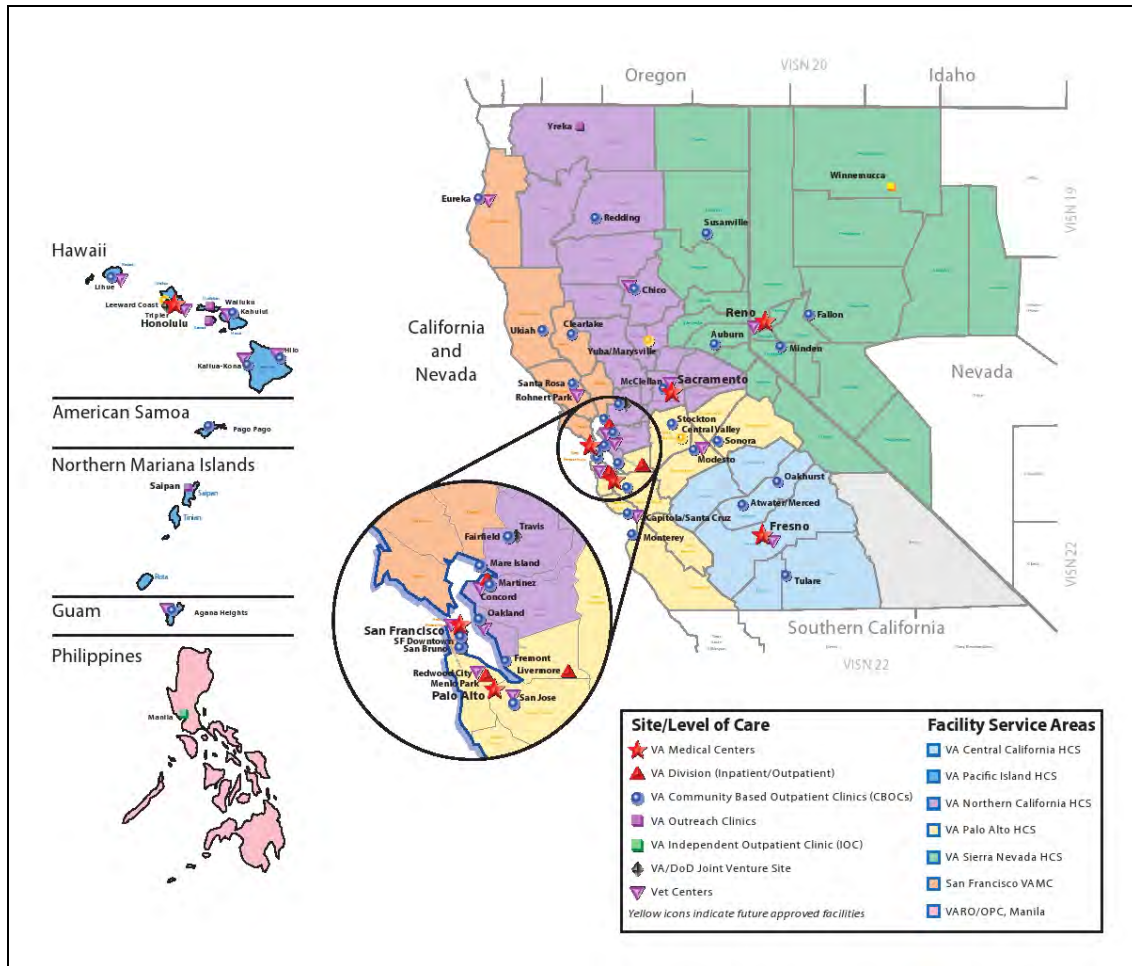 Oregon
VISN 20
Idaho
VISN 19
Yreka
Winnemucca
Eureka
Redding
Susanville
Chico
Reno
Fallon
Ukiah
Clearlake
Auburn
Minden
Yuba/Marysville
California
and
Nevada
Nevada
Santa Rosa
Rohnert Park
McClellan
Sacramento
Stockton
Central Valley
Sonora
Modesto
Oakhurst
Atwater/Merced
Capitola/Santa Cruz
Fresno
Monterey
Tulare
VISN 22
Southern California
VISN 22
Hawaii
Lihue
Leeward Coast
Tripler
Honolulu
Wailuku
Kahului
Hilo
Kailua-Kona
American Samoa
Pago Pago
Northern Mariana Islands
Saipan
Saipan
Tinian
Rota
Guam
Agana Heights
Philippines
Manila
Travis
Fairfield
Mare Island
Martinez
Concord
Oakland
San Francisco
SF Downtown
San Bruno
Fremont
Livermore
Redwood City
Menlo Park
Palo Alto
San Jose
Site/Level of Care
VA Medical Centers
VA Division (Inpatient/Outpatient)
VA Community Based Outpatient Clinics (CBOCs)
VA Outreach Clinics
VA Independent Outpatient Clinic (IOC)
VA/DoD Joint Venture Site
Vet Centers
Yellow icons indicate future approved facilities
Facility Service Areas
VA Central California HCS
VA Pacific Island HCS
VA Northern California HCS
VA Palo Alto HCS
VA Sierra Nevada HCS
San Francisco VAMC
VARO/OPC, Manila